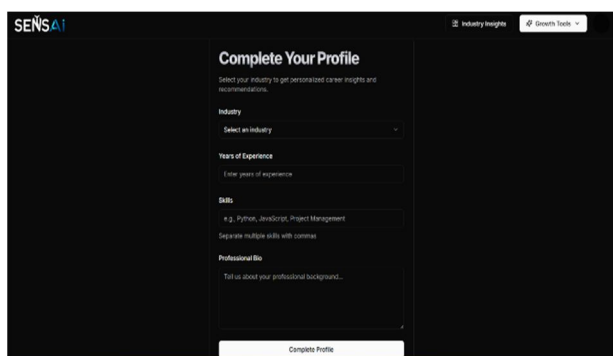 SENSAI
Industry Insights
Growth Tools
Complete Your Profile
Select your industry to get personalized career insights and
recommendations.
Industry
Select an industry
Years of Experience
Enter years of experience
Skills
e.g., Python, JavaScript, Project Management
Separate multiple skills with commas
Professional Bio
Tell us about your professional background...
Complete Profile